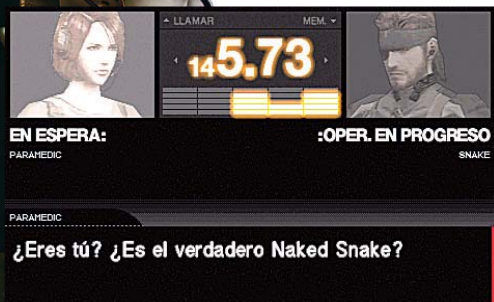 LLAMAR MEM.
145.73
EN ESPERA: :OPER. EN PROGRESO
PARAMEDIC SNAKE
PARAMEDIC
¿Eres tú? ¿Es el verdadero Naked Snake?